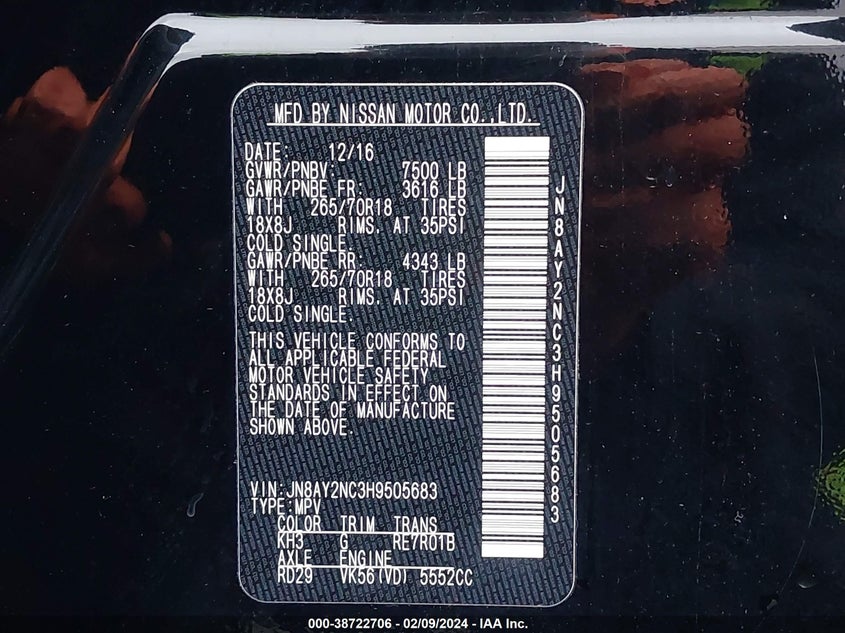 MFD BY NISSAN MOTOR CO.,LTD.
DATE: 12/16
GVWR/PNBV: 7500 LB
GAWR/PNBE FR: 3616 LB
WITH 265/70R18 TIRES
18X8J RIMS. AT 35PSI
COLD SINGLE.
GAWR/PNBE RR: 4343 LB
WITH 265/70R18 TIRES
18X8J RIMS. AT 35PSI
COLD SINGLE.
THIS VEHICLE CONFORMS TO
ALL APPLICABLE FEDERAL
MOTOR VEHICLE SAFETY
STANDARDS IN EFFECT ON
THE DATE OF MANUFACTURE
SHOWN ABOVE.
VIN:JN8AY2NC3H9505683
TYPE:MPV
COLOR TRIM TRANS
KH3 G RE7R01B
AXLE ENGINE
RD29 VK56(VD) 5552CC
JN8AY2NC3H9505683
000-38722706 - 02/09/2024 - IAA Inc.